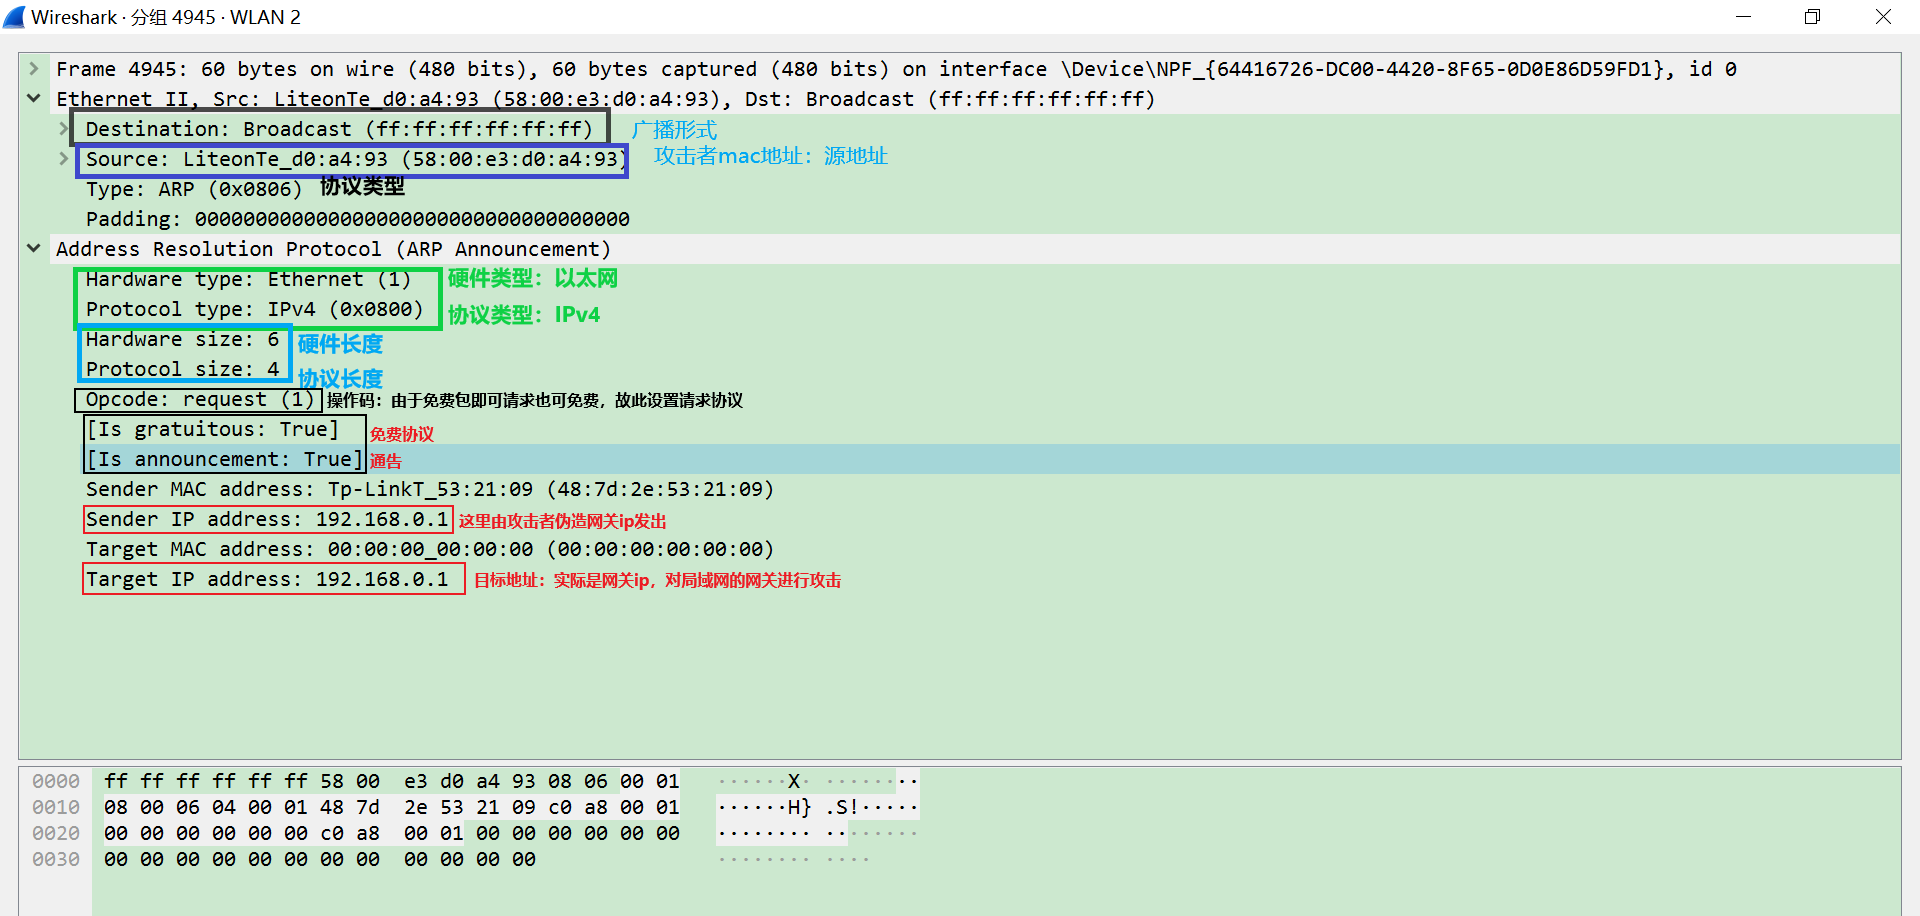 Wireshark · 分组 4945 · WLAN 2
Frame 4945: 60 bytes on wire (480 bits), 60 bytes captured (480 bits) on interface \Device\NPF_{64416726-DC00-4420-8F65-0D0E86D59FD1}, id 0
Ethernet II, Src: LiteonTe_d0:a4:93 (58:00:e3:d0:a4:93), Dst: Broadcast (ff:ff:ff:ff:ff:ff)
Destination: Broadcast (ff:ff:ff:ff:ff:ff) 广播形式
Source: LiteonTe_d0:a4:93 (58:00:e3:d0:a4:93) 攻击者mac地址：源地址
Type: ARP (0x0806) 协议类型
Padding: 000000000000000000000000000000000000
Address Resolution Protocol (ARP Announcement)
Hardware type: Ethernet (1) 硬件类型：以太网
Protocol type: IPv4 (0x0800) 协议类型：IPv4
Hardware size: 6 硬件长度
Protocol size: 4 协议长度
Opcode: request (1) 操作码：由于免费包即可请求也可免费，故此设置请求协议
[Is gratuitous: True] 免费协议
[Is announcement: True] 通告
Sender MAC address: Tp-LinkT_53:21:09 (48:7d:2e:53:21:09)
Sender IP address: 192.168.0.1 这里由攻击者伪造网关ip发出
Target MAC address: 00:00:00_00:00:00 (00:00:00:00:00:00)
Target IP address: 192.168.0.1 目标地址：实际是网关ip，对局域网的网关进行攻击
0000 ff ff ff ff ff ff 58 00 e3 d0 a4 93 08 06 00 01 ······X· ········
0010 08 00 06 04 00 01 48 7d 2e 53 21 09 c0 a8 00 01 ······H} .S!·····
0020 00 00 00 00 00 00 c0 a8 00 01 00 00 00 00 00 00 ········ ········
0030 00 00 00 00 00 00 00 00 00 00 00 00 ········ ····